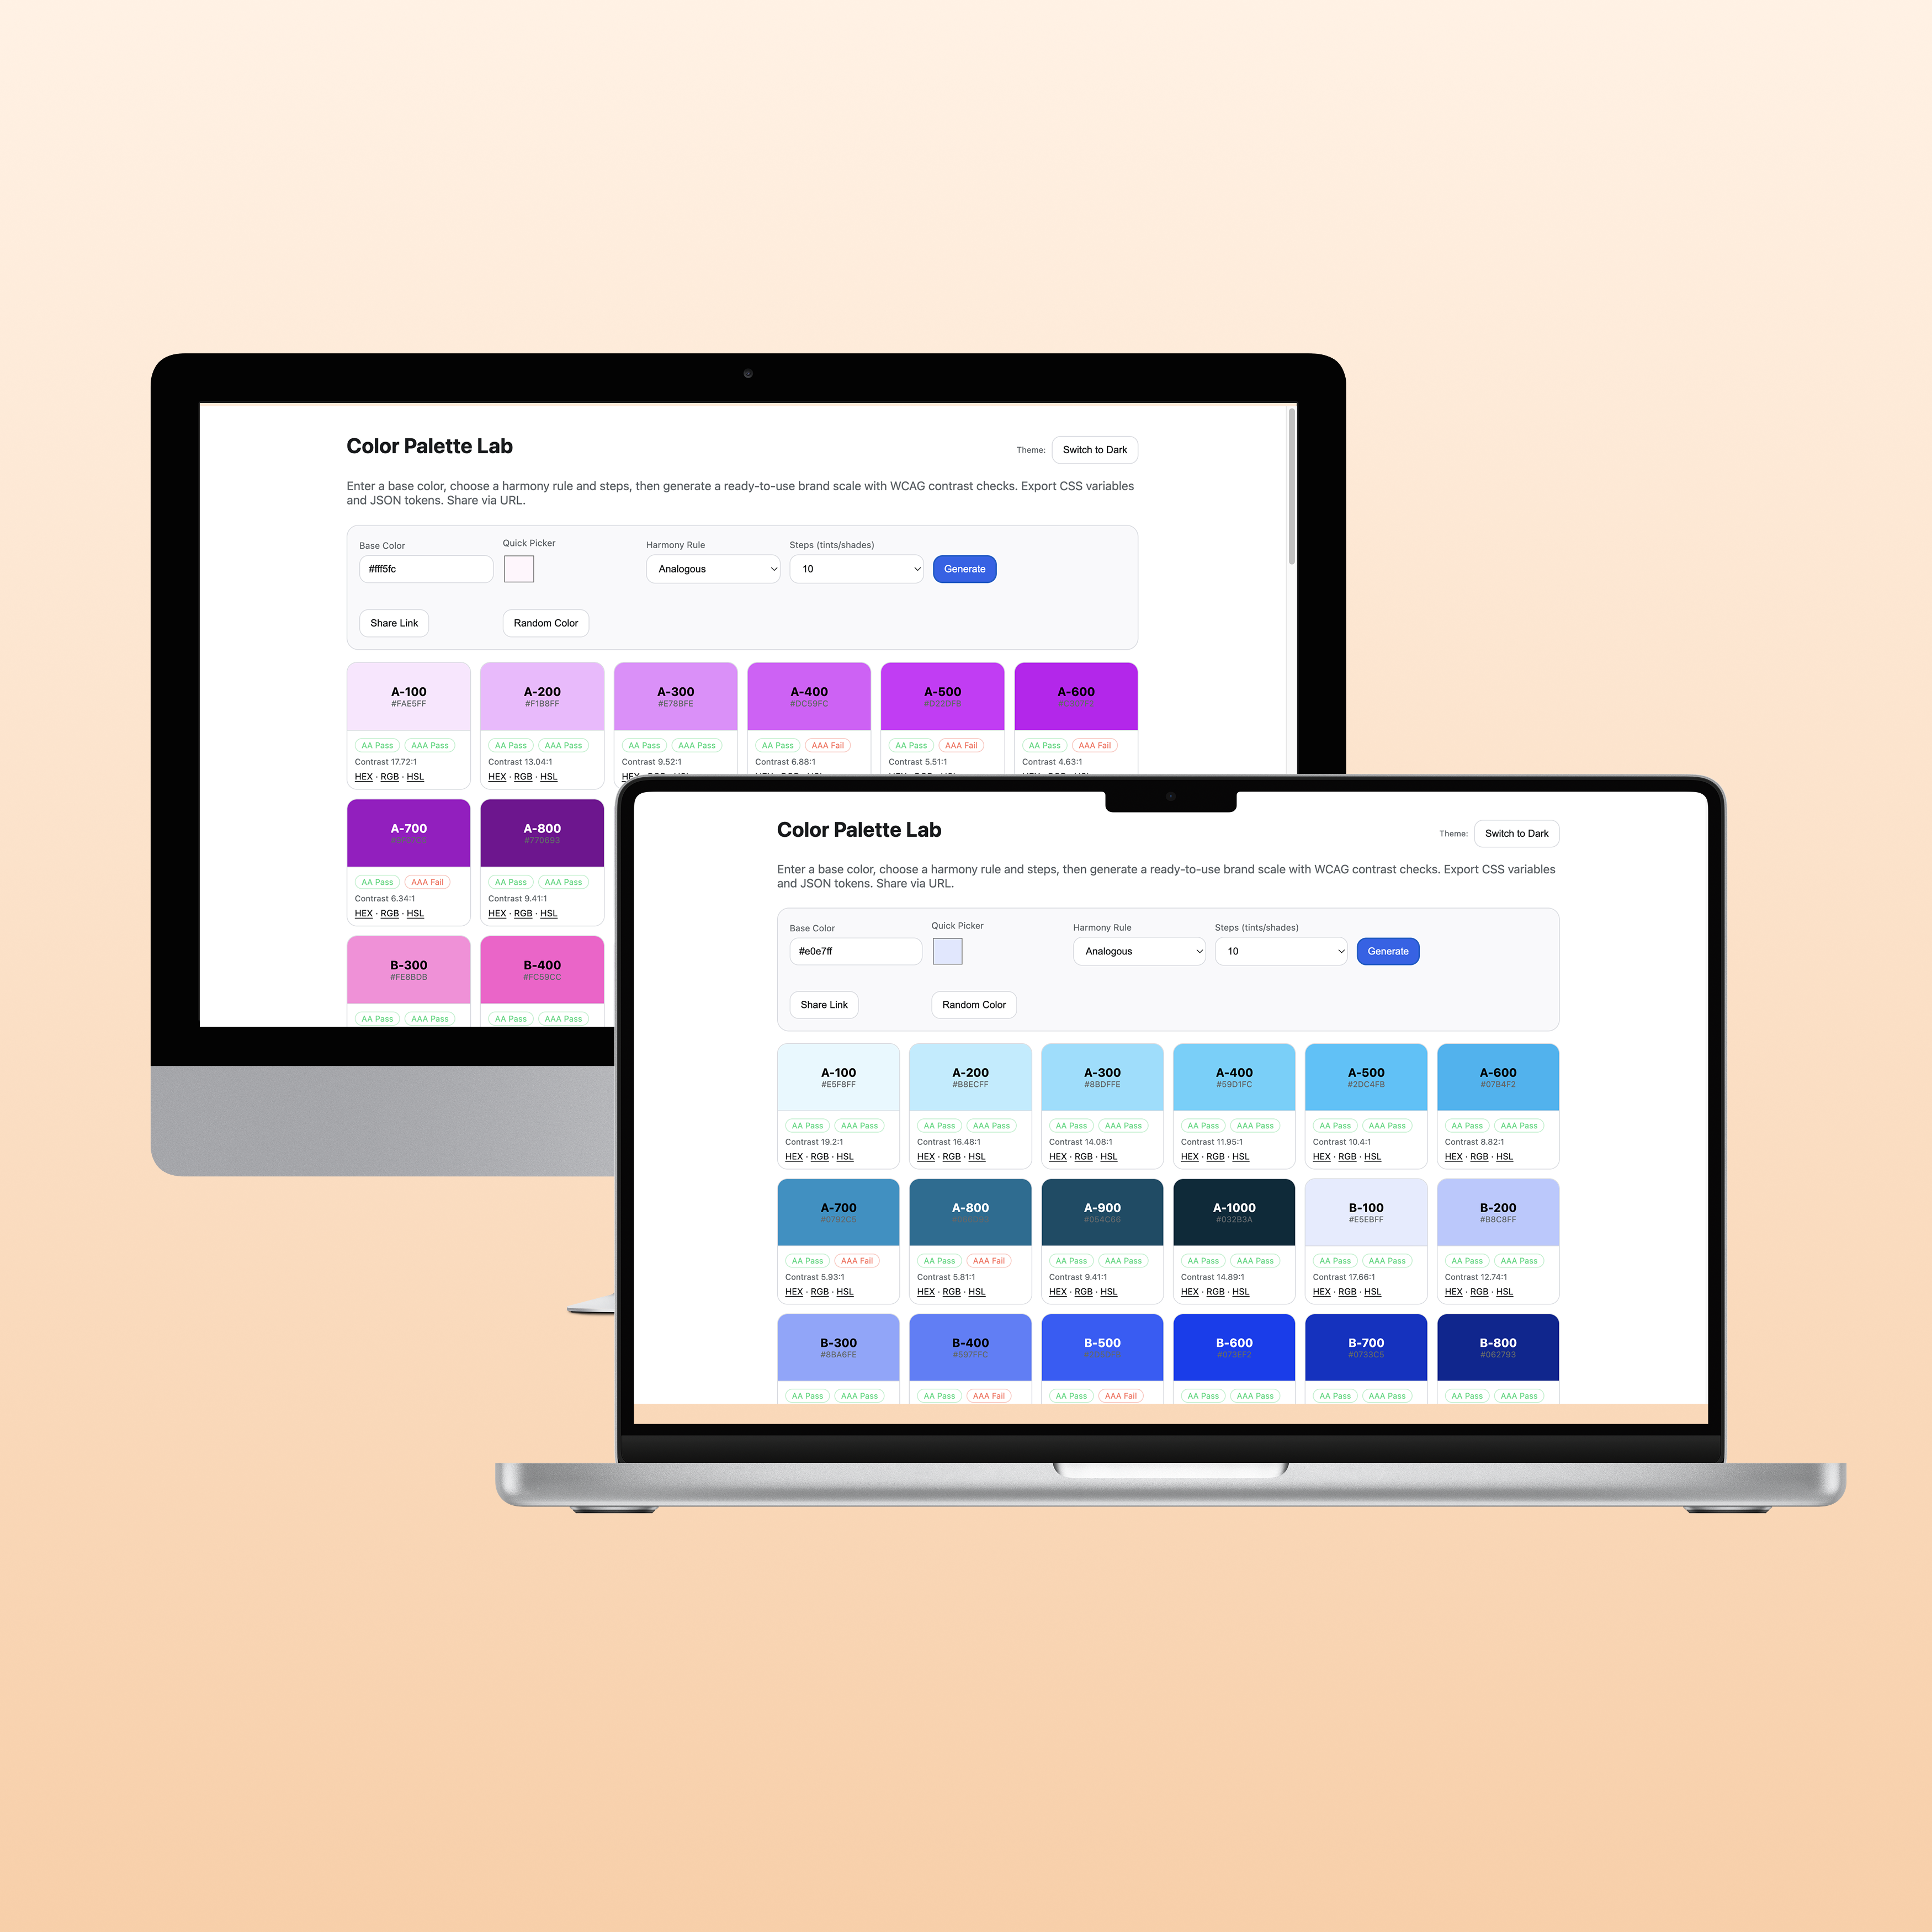 Color Palette Lab
Theme: Switch to Dark
Enter a base color, choose a harmony rule and steps, then generate a ready-to-use brand scale with WCAG contrast checks. Export CSS variables
and JSON tokens. Share via URL.
Base Color Quick Picker Harmony Rule Steps (tints/shades)
#fff5fc Analogous 10 Generate
Share Link Random Color
A-100 A-200 A-300 A-400 A-500 A-600
#FAE5FF #F1B8FF #E78BFE #DC59FC #D22DFB
AA Pass AAA Pass AA Pass AAA Pass AA Pass AAA Pass AA Pass AAA Fail AA Pass AAA Fail AA Pass AAA Fail
Contrast 17.72:1 Contrast 13.04:1 Contrast 9.52:1 Contrast 6.88:1 Contrast 5.51:1 Contrast 4.63:1
HEX · RGB · HSL HEX · RGB · HSL
A-700 A-800
#770693
AA Pass AAA Fail AA Pass AAA Pass
Contrast 6.34:1 Contrast 9.41:1
HEX · RGB · HSL HEX · RGB · HSL
B-300 B-400
#FE8BDB #FC59CC
AA Pass AAA Pass AA Pass AAA Pass
Color Palette Lab
Theme: Switch to Dark
Enter a base color, choose a harmony rule and steps, then generate a ready-to-use brand scale with WCAG contrast checks. Export CSS variables
and JSON tokens. Share via URL.
Base Color Quick Picker Harmony Rule Steps (tints/shades)
#e0e7ff Analogous 10 Generate
Share Link Random Color
A-100 A-200 A-300 A-400 A-500 A-600
#E5F8FF #B8ECFF #8BDFFE #59D1FC #2DC4FB #07B4F2
AA Pass AAA Pass AA Pass AAA Pass AA Pass AAA Pass AA Pass AAA Pass AA Pass AAA Pass AA Pass AAA Pass
Contrast 19.2:1 Contrast 16.48:1 Contrast 14.08:1 Contrast 11.95:1 Contrast 10.4:1 Contrast 8.82:1
HEX · RGB · HSL HEX · RGB · HSL HEX · RGB · HSL HEX · RGB · HSL HEX · RGB · HSL HEX · RGB · HSL
A-700 A-800 A-900 A-1000 B-100 B-200
#0792C5 #054C66 #032B3A #E5EBFF #B8C8FF
AA Pass AAA Fail AA Pass AAA Fail AA Pass AAA Pass AA Pass AAA Pass AA Pass AAA Pass AA Pass AAA Pass
Contrast 5.93:1 Contrast 5.81:1 Contrast 9.41:1 Contrast 14.89:1 Contrast 17.66:1 Contrast 12.74:1
HEX · RGB · HSL HEX · RGB · HSL HEX · RGB · HSL HEX · RGB · HSL HEX · RGB · HSL HEX · RGB · HSL
B-300 B-400 B-500 B-600 B-700 B-800
#8BA6FE #597FFC #073EF2 #0733C5 #062793
AA Pass AAA Pass AA Pass AAA Fail AA Pass AAA Fail AA Pass AAA Pass AA Pass AAA Pass AA Pass AAA Pass